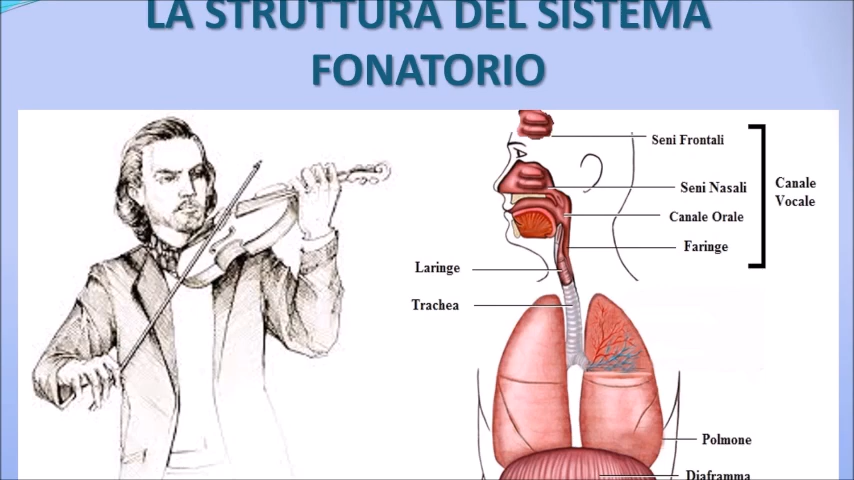 LA STRUTTURA DEL SISTEMA
FONATORIO
Seni Frontali
Seni Nasali
Canale Orale
Faringe
Canale
Vocale
Laringe
Trachea
Polmone
Diaframma